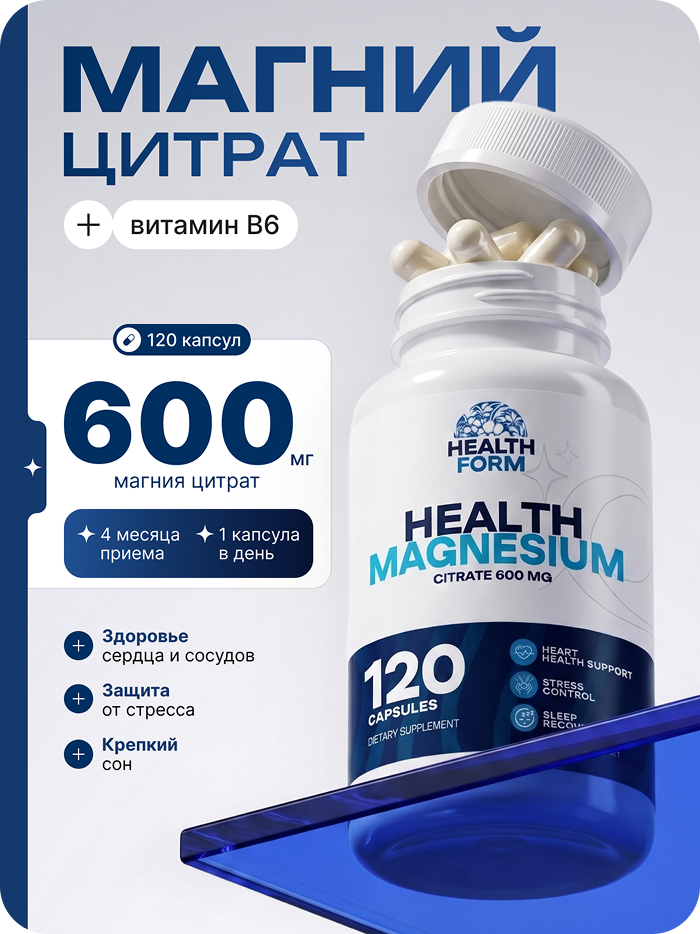 МАГНИЙ
ЦИТРАТ
+ витамин B6
120 капсул
600 мг
магния цитрат
4 месяца приема
1 капсула в день
Здоровье
сердца и сосудов
Защита
от стресса
Крепкий
сон
HEALTH
FORM
HEALTH
MAGNESIUM
CITRATE 600 MG
120
CAPSULES
DIETARY SUPPLEMENT
HEART
HEALTH SUPPORT
STRESS
CONTROL
SLEEP